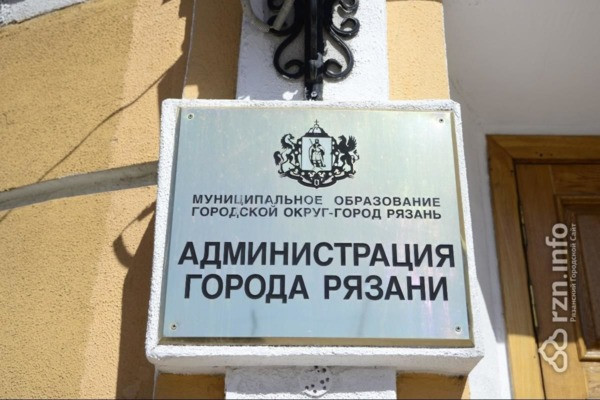 МУНИЦИПАЛЬНОЕ ОБРАЗОВАНИЕ
ГОРОДСКОЙ ОКРУГ-ГОРОД РЯЗАНЬ
АДМИНИСТРАЦИЯ
ГОРОДА РЯЗАНИ
rzn.info
Рязанский Городской Сайт